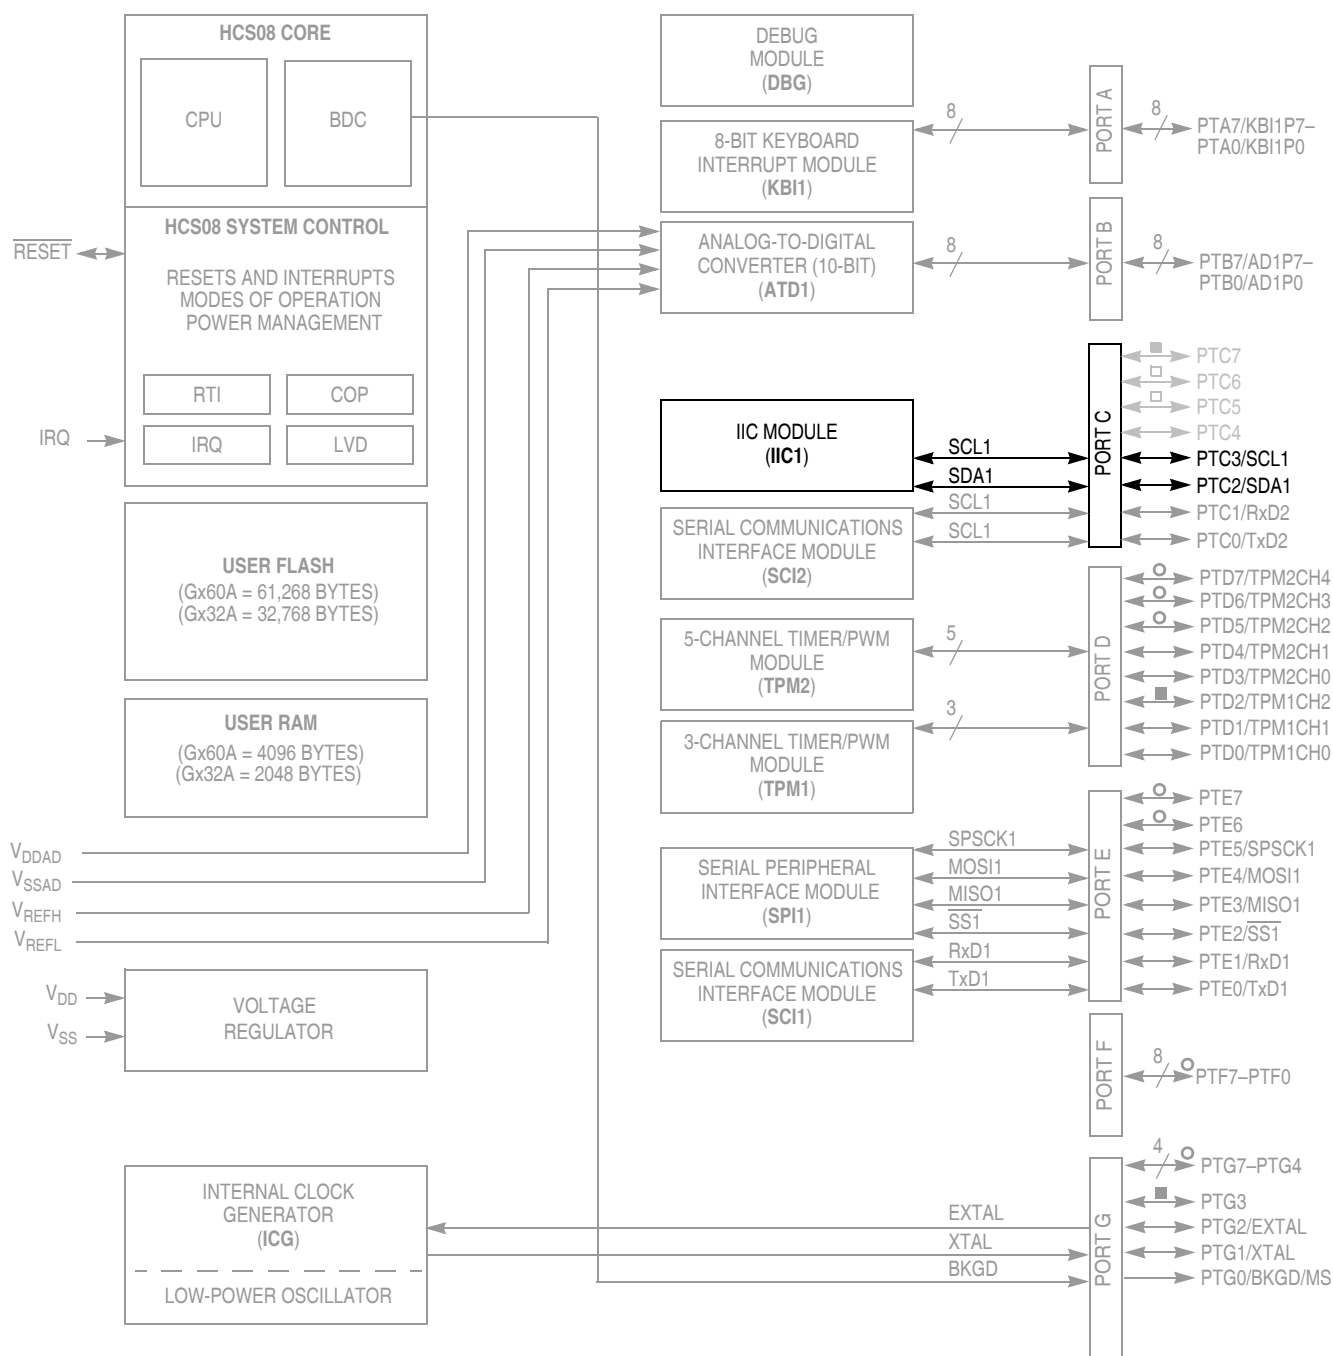 HCS08 CORE
CPU
BDC
HCS08 SYSTEM CONTROL
RESET
RESETS AND INTERRUPTS
MODES OF OPERATION
POWER MANAGEMENT
RTI
COP
IRQ
IRQ
LVD
USER FLASH
(Gx60A = 61,268 BYTES)
(Gx32A = 32,768 BYTES)
USER RAM
(Gx60A = 4096 BYTES)
(Gx32A = 2048 BYTES)
VDDAD
VSSAD
VREFH
VREFL
VDD
VSS
VOLTAGE
REGULATOR
INTERNAL CLOCK
GENERATOR
(ICG)
LOW-POWER OSCILLATOR
DEBUG
MODULE
(DBG)
8-BIT KEYBOARD
INTERRUPT MODULE
(KBI1)
8
PORT A
8
PTA7/KBI1P7–
PTA0/KBI1P0
ANALOG-TO-DIGITAL
CONVERTER (10-BIT)
(ATD1)
8
PORT B
8
PTB7/AD1P7–
PTB0/AD1P0
IIC MODULE
(IIC1)
SCL1
SDA1
SERIAL COMMUNICATIONS
INTERFACE MODULE
(SCI2)
SCL1
SCL1
PORT C
PTC7
PTC6
PTC5
PTC4
PTC3/SCL1
PTC2/SDA1
PTC1/RxD2
PTC0/TxD2
5-CHANNEL TIMER/PWM
MODULE
(TPM2)
5
3-CHANNEL TIMER/PWM
MODULE
(TPM1)
3
PORT D
PTD7/TPM2CH4
PTD6/TPM2CH3
PTD5/TPM2CH2
PTD4/TPM2CH1
PTD3/TPM2CH0
PTD2/TPM1CH2
PTD1/TPM1CH1
PTD0/TPM1CH0
SERIAL PERIPHERAL
INTERFACE MODULE
(SPI1)
SPSCK1
MOSI1
MISO1
SS1
SERIAL COMMUNICATIONS
INTERFACE MODULE
(SCI1)
RxD1
TxD1
PORT E
PTE7
PTE6
PTE5/SPSCK1
PTE4/MOSI1
PTE3/MISO1
PTE2/SS1
PTE1/RxD1
PTE0/TxD1
PORT F
8
PTF7–PTF0
EXTAL
XTAL
BKGD
PORT G
4
PTG7–PTG4
PTG3
PTG2/EXTAL
PTG1/XTAL
PTG0/BKGD/MS